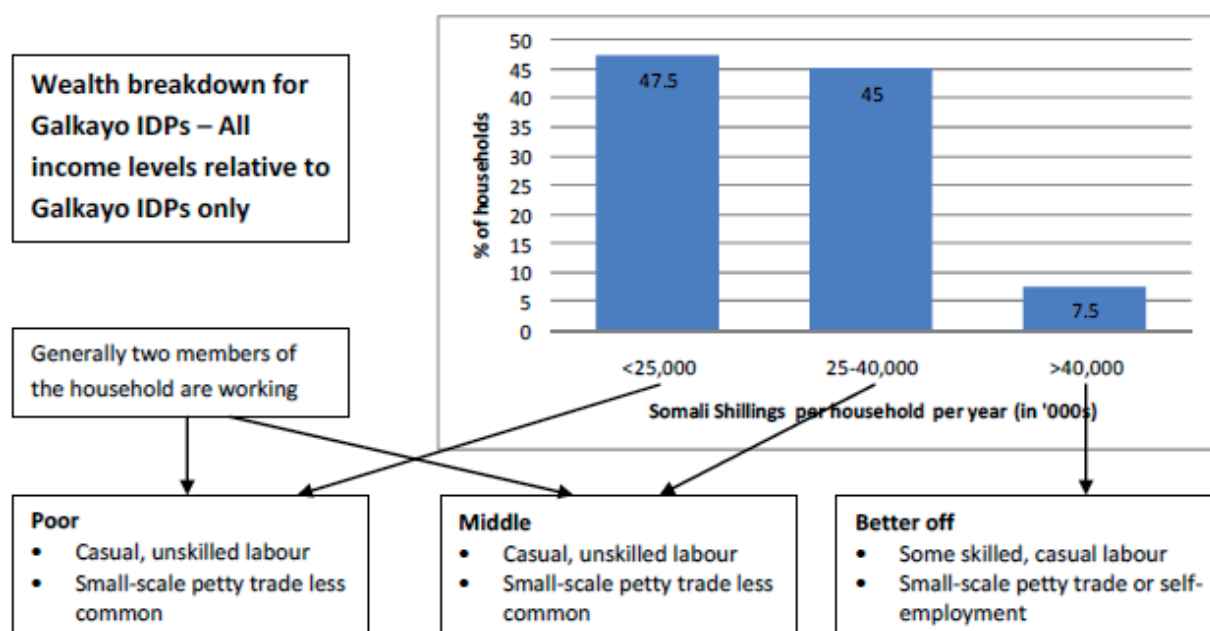 Wealth breakdown for
Galkayo IDPs – All
income levels relative to
Galkayo IDPs only
50
45
40
35
30
25
20
15
10
5
0
% of households
47.5
45
7.5
<25,000
25-40,000
>40,000
Somali Shillings per household per year (in '000s)
Generally two members of
the household are working
Poor
• Casual, unskilled labour
• Small-scale petty trade less
common
Middle
• Casual, unskilled labour
• Small-scale petty trade less
common
Better off
• Some skilled, casual labour
• Small-scale petty trade or self-
employment